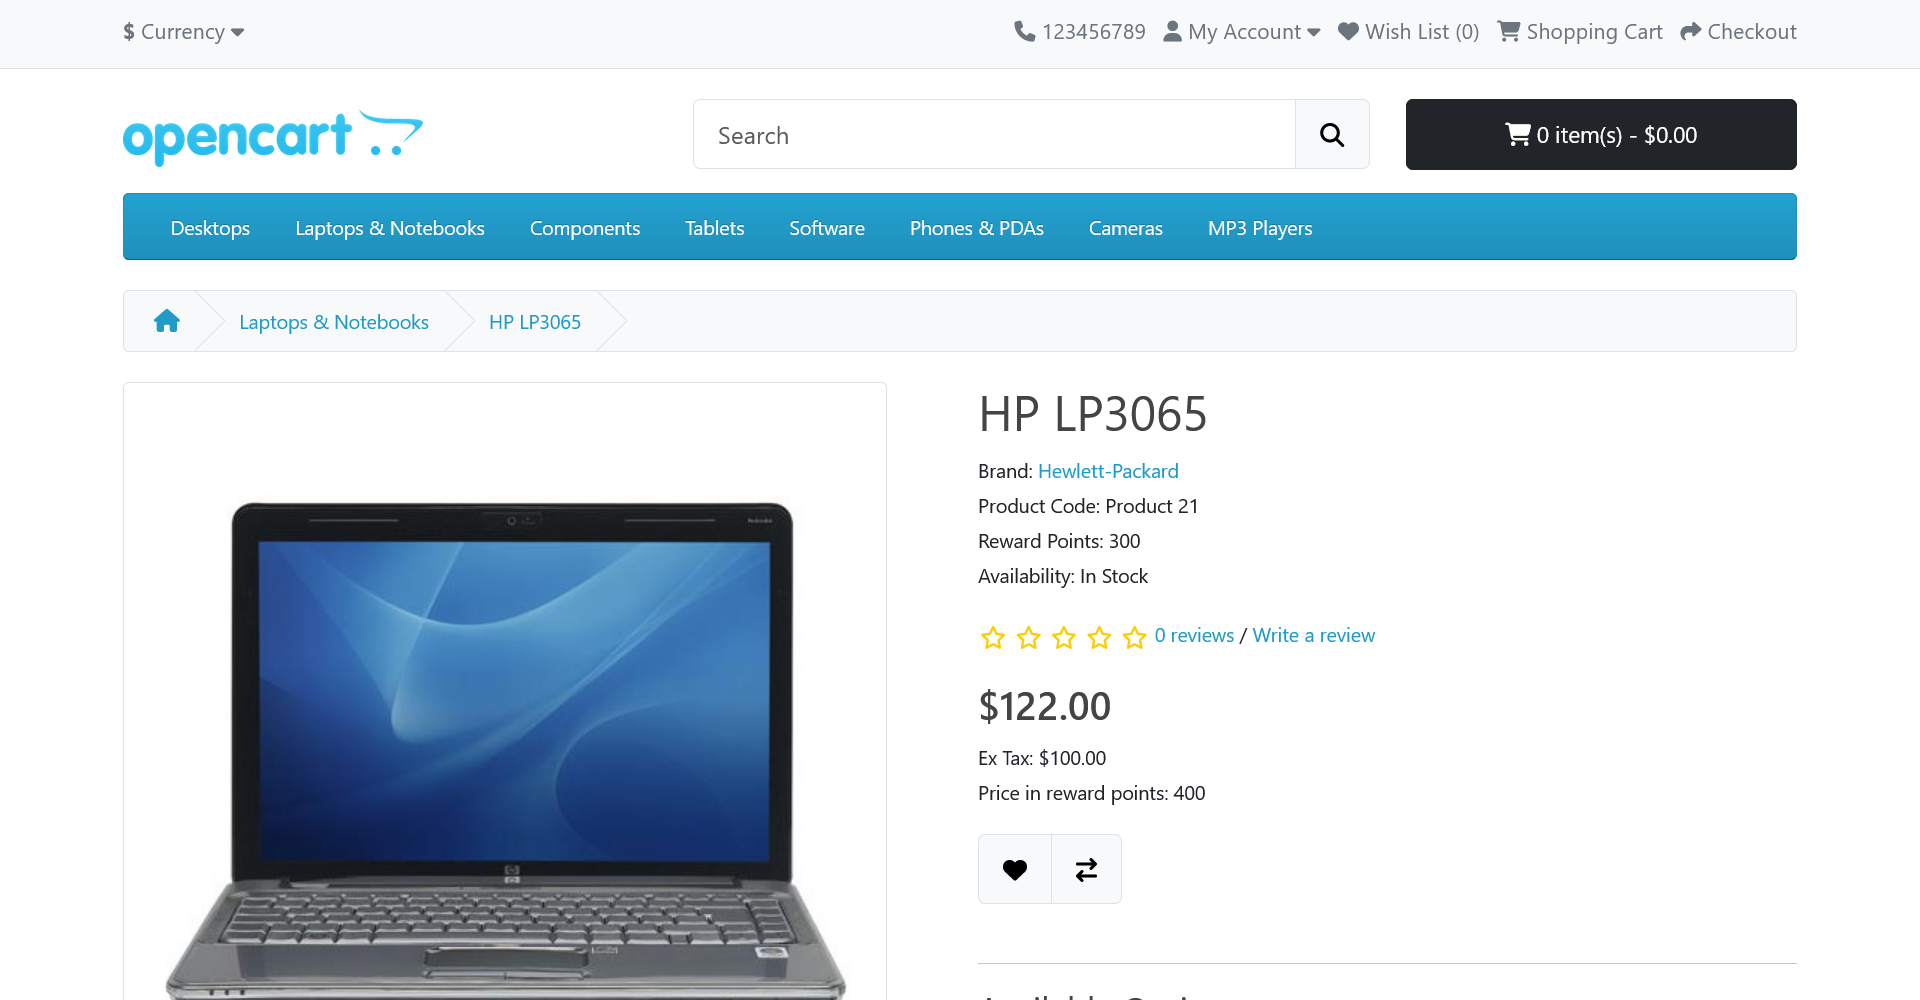 $ Currency
123456789 My Account Wish List (0) Shopping Cart Checkout
opencart
Search
0 item(s) - $0.00
Desktops Laptops & Notebooks Components Tablets Software Phones & PDAs Cameras MP3 Players
Laptops & Notebooks HP LP3065
HP LP3065
Brand: Hewlett-Packard
Product Code: Product 21
Reward Points: 300
Availability: In Stock
0 reviews / Write a review
$122.00
Ex Tax: $100.00
Price in reward points: 400